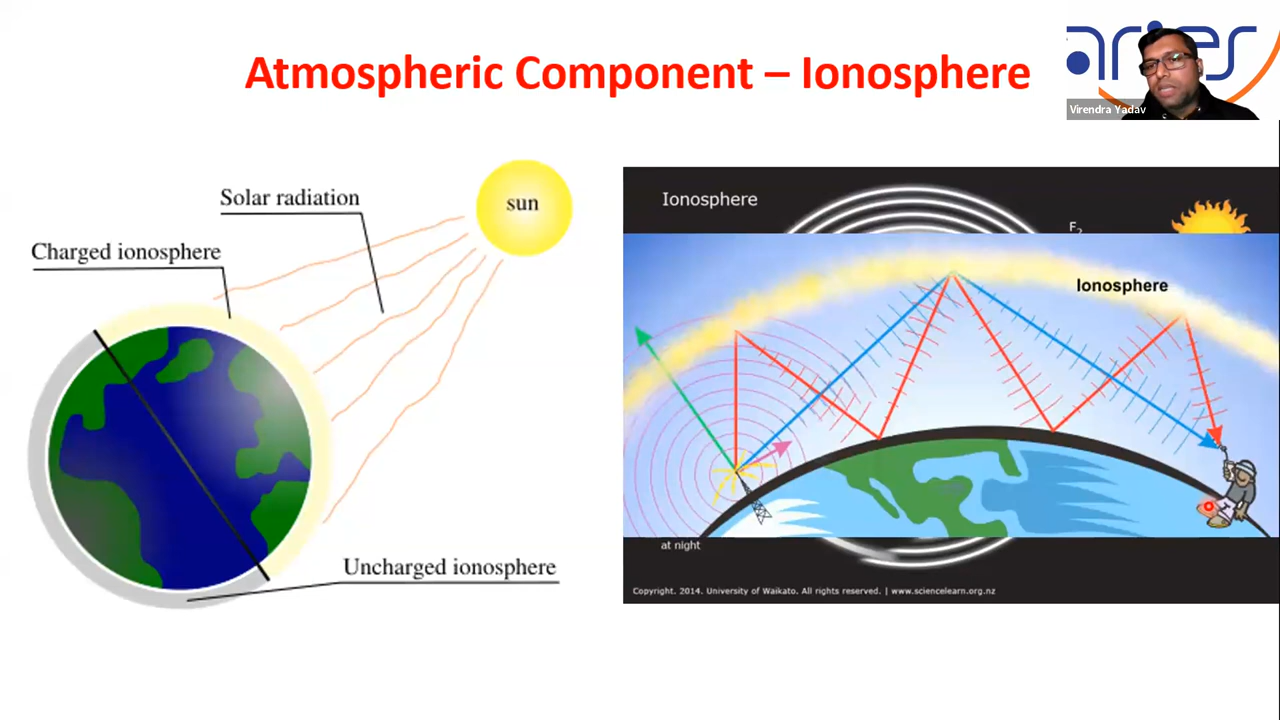 Atmospheric Component – Ionosphere
aries
Virendra Yadav
Solar radiation
sun
Charged ionosphere
Uncharged ionosphere
Ionosphere
F2
Ionosphere
at night
Copyright. 2014. University of Waikato. All rights reserved. | www.sciencelearn.org.nz